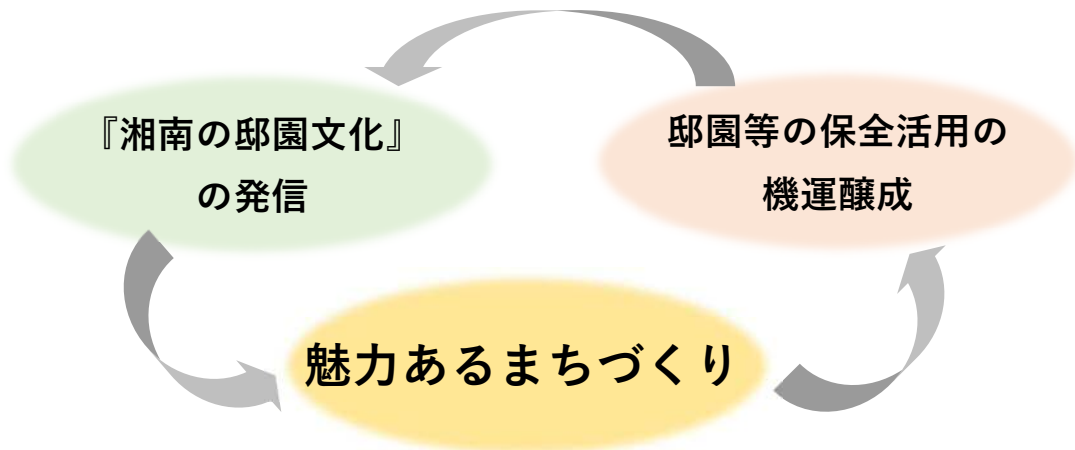 『湘南の邸園文化』
の発信
邸園等の保全活用の
機運醸成
魅力あるまちづくり